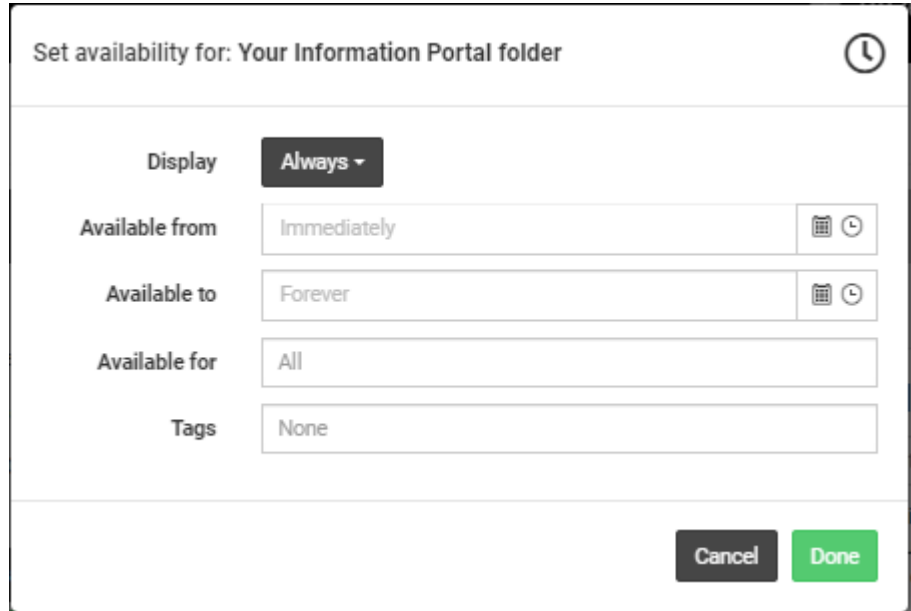 Set availability for: Your Information Portal folder
Display Always
Available from Immediately
Available to Forever
Available for All
Tags None
Cancel Done